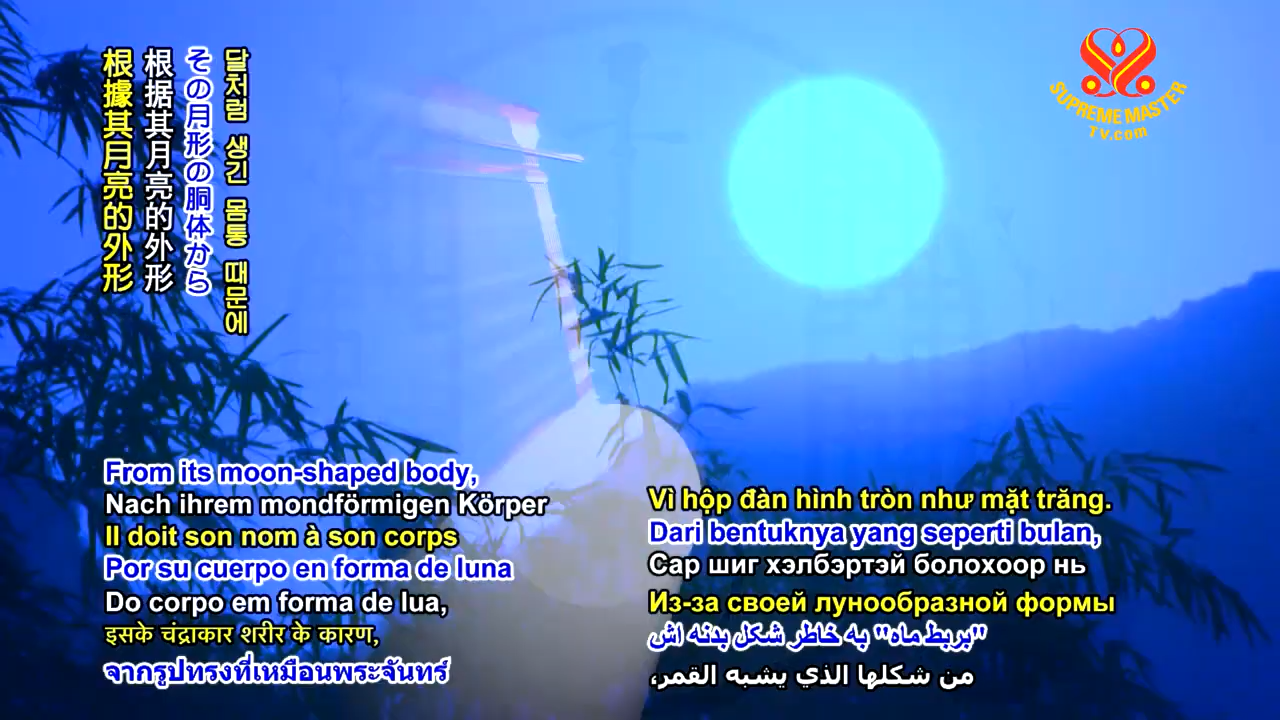 根據其月亮的外形
根据其月亮的外形
その月形の胴体から
달처럼 생긴 몸통 때문에
SUPREME MASTER
TV.com
From its moon-shaped body,
Nach ihrem mondförmigen Körper
Il doit son nom à son corps
Por su cuerpo en forma de luna
Do corpo em forma de lua,
इसके चंद्राकार शरीर के कारण,
จากรูปทรงที่เหมือนพระจันทร์
Vì hộp đàn hình tròn như mặt trăng.
Dari bentuknya yang seperti bulan,
Сар шиг хэлбэртэй болохоор нь
Из-за своей лунообразной формы
"بربط ماه" به خاطر شکل بدنه اش
من شكلها الذي يشبه القمر،